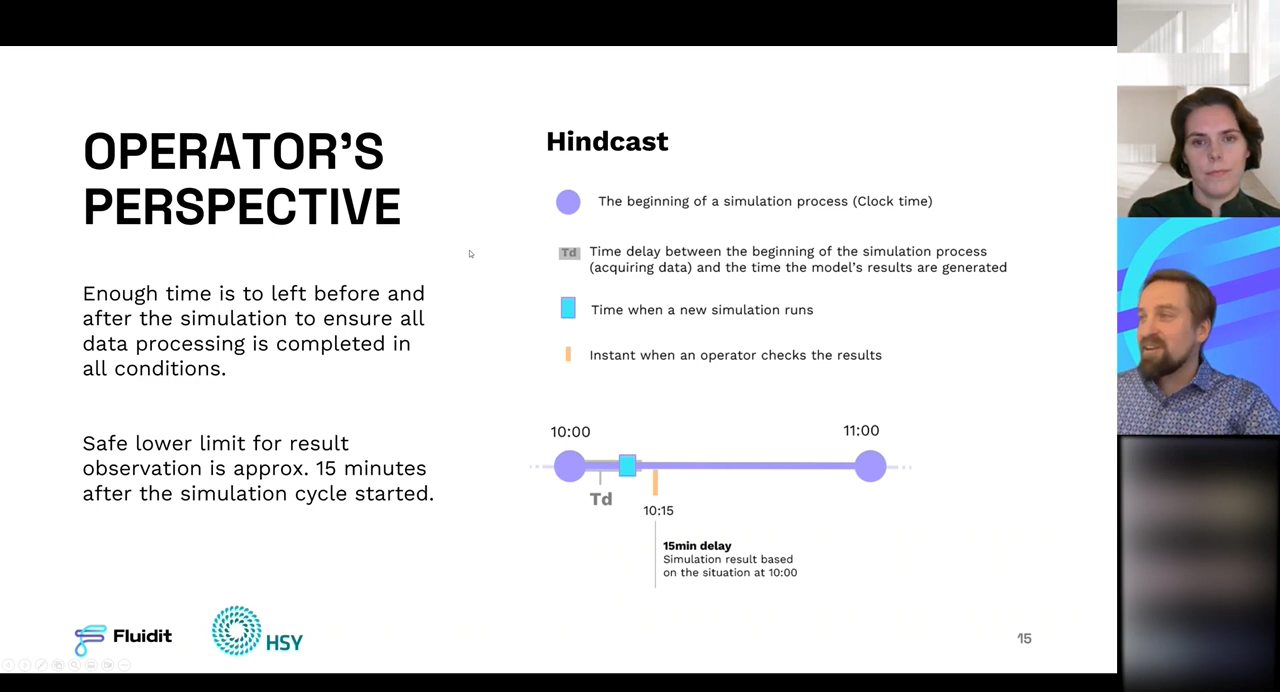 OPERATOR'S
PERSPECTIVE
Enough time is to left before and
after the simulation to ensure all
data processing is completed in
all conditions.
Safe lower limit for result
observation is approx. 15 minutes
after the simulation cycle started.
Hindcast
The beginning of a simulation process (Clock time)
Td
Time delay between the beginning of the simulation process
(acquiring data) and the time the model's results are generated
Time when a new simulation runs
Instant when an operator checks the results
10:00
11:00
Td
10:15
15min delay
Simulation result based
on the situation at 10:00
Fluidit
HSY
15